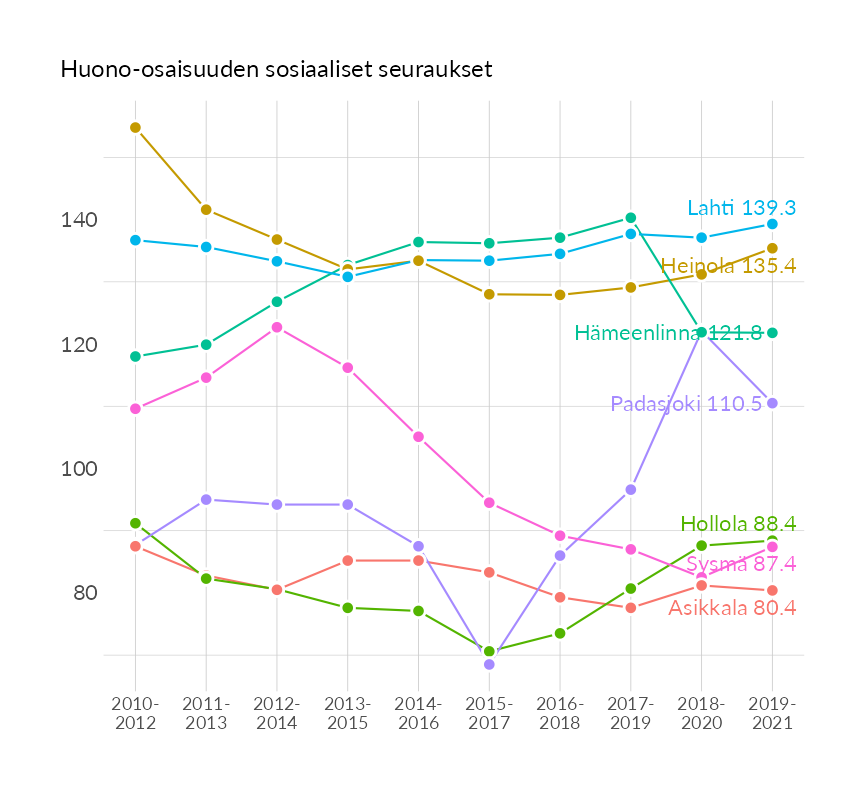 Huono-osaisuuden sosiaaliset seuraukset
140
120
100
80
Lahti 139.3
Heinola 135.4
Hämeenlinna 121.8
Padasjoki 110.5
Hollola 88.4
Sysmä 87.4
Asikkala 80.4
2010- 2011- 2012- 2013- 2014- 2015- 2016- 2017- 2018- 2019-
2012 2013 2014 2015 2016 2017 2018 2019 2020 2021